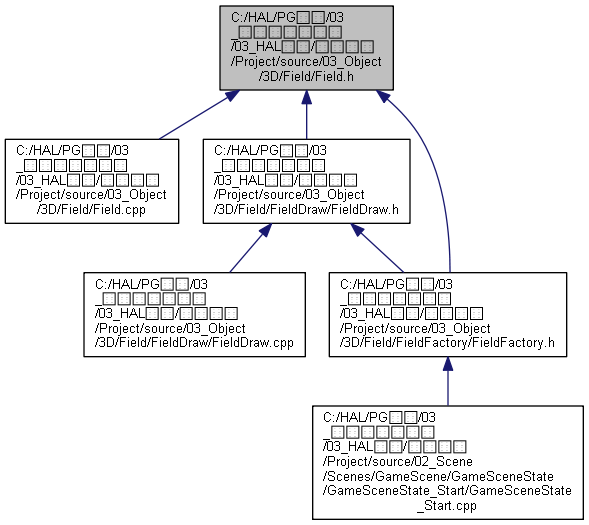 C:/HAL/PG□□/03
_□□□□□□□
/03_HAL□□/□□□□
/Project/source/03_Object
/3D/Field/Field.h
C:/HAL/PG□□/03
_□□□□□□□
/03_HAL□□/□□□□
/Project/source/03_Object
/3D/Field/Field.cpp
C:/HAL/PG□□/03
_□□□□□□□
/03_HAL□□/□□□□
/Project/source/03_Object
/3D/Field/FieldDraw/FieldDraw.h
C:/HAL/PG□□/03
_□□□□□□□
/03_HAL□□/□□□□
/Project/source/03_Object
/3D/Field/FieldDraw/FieldDraw.cpp
C:/HAL/PG□□/03
_□□□□□□□
/03_HAL□□/□□□□
/Project/source/03_Object
/3D/Field/FieldFactory/FieldFactory.h
C:/HAL/PG□□/03
_□□□□□□□
/03_HAL□□/□□□□
/Project/source/02_Scene
/Scenes/GameScene/GameSceneState
/GameSceneState_Start/GameSceneState
_Start.cpp